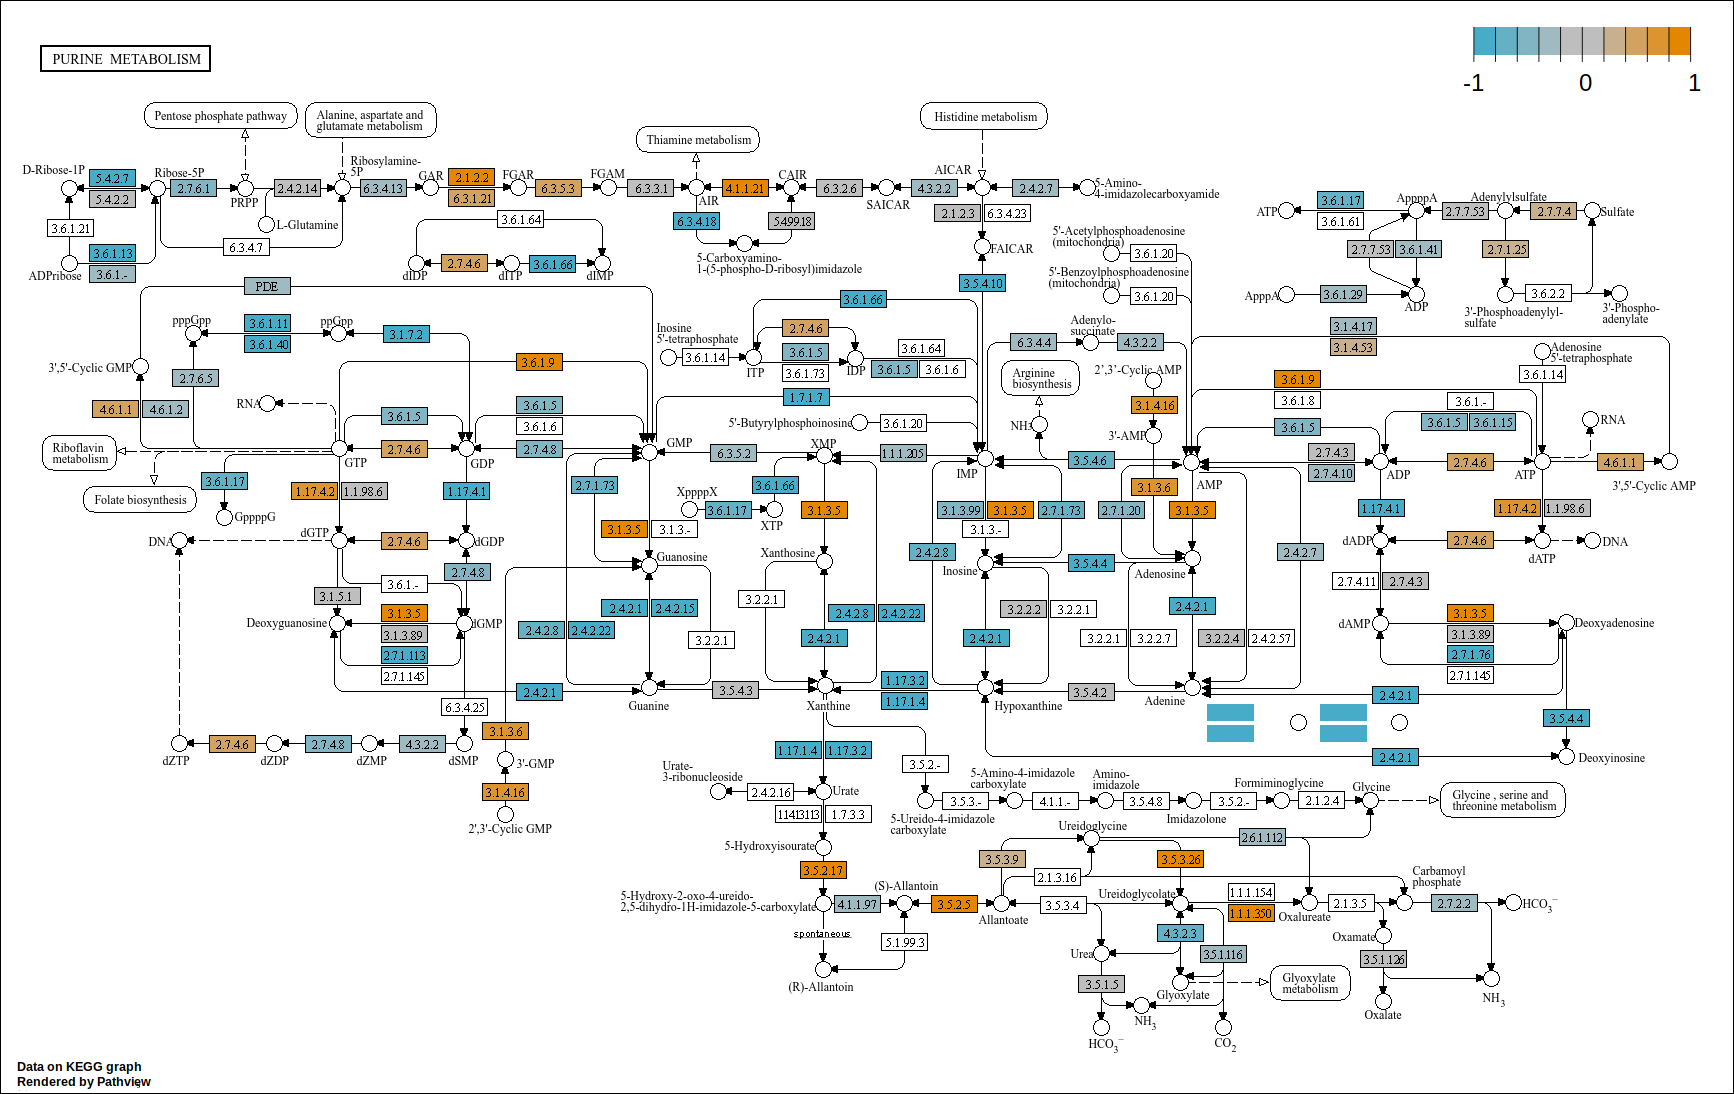 PURINE METABOLISM
-1
0
1
Pentose phosphate pathway
Alanine, aspartate and
glutamate metabolism
Thiamine metabolism
Histidine metabolism
D-Ribose-1P
5.4.2.7
5.4.2.2
Ribose-5P
2.7.6.1
PRPP
2.4.2.14
Ribosylamine-
5P
6.3.4.13
GAR
2.1.2.2
6.3.1.21
FGAR
6.3.5.3
FGAM
6.3.3.1
AIR
4.1.1.21
CAIR
6.3.2.6
SAICAR
4.3.2.2
AICAR
2.4.2.7
5-Amino-
4-imidazolecarboxyamide
3.6.1.21
L-Glutamine
6.3.4.7
3.6.1.13
3.6.1.-
ADPribose
3.6.1.64
dIDP
2.7.4.6
dITP
3.6.1.66
dIMP
6.3.4.18
5.4.99.18
5-Carboxyamino-
1-(5-phospho-D-ribosyl)imidazole
2.1.2.3
6.3.4.23
FAICAR
3.5.4.10
5'-Acetylphosphoadenosine
(mitochondria)
3.6.1.20
5'-Benzoylphosphoadenosine
(mitochondria)
3.6.1.20
ATP
3.6.1.17
3.6.1.61
AppppA
2.7.7.53
Adenylylsulfate
2.7.7.4
Sulfate
2.7.7.53
3.6.1.41
2.7.1.25
ApppA
3.6.1.29
ADP
3.6.2.2
3'-Phosphoadenylyl-
sulfate
3'-Phospho-
adenylate
PDE
pppGpp
3.6.1.11
3.6.1.40
ppGpp
3.1.7.2
3',5'-Cyclic GMP
2.7.6.5
3.6.1.9
4.6.1.1
4.6.1.2
RNA
3.6.1.5
3.6.1.5
3.6.1.6
Riboflavin
metabolism
GTP
2.7.4.6
GDP
2.7.4.8
GMP
Folate biosynthesis
3.6.1.17
GppppG
1.17.4.2
1.1.98.6
1.17.4.1
Inosine
5'-tetraphosphate
3.6.1.14
3.6.1.66
2.7.4.6
ITP
3.6.1.5
3.6.1.73
IDP
3.6.1.64
3.6.1.5
3.6.1.6
1.7.1.7
5'-Butyrylphosphoinosine
3.6.1.20
6.3.5.2
XMP
1.1.1.205
IMP
Adenylo-
succinate
6.3.4.4
4.3.2.2
Arginine
biosynthesis
NH3
2',3'-Cyclic AMP
3.1.4.16
3'-AMP
3.5.4.6
AMP
3.1.3.6
3.1.4.17
3.1.4.53
Adenosine
5'-tetraphosphate
3.6.1.14
3.6.1.9
3.6.1.8
3.6.1.-
3.6.1.5
3.6.1.5
3.6.1.15
RNA
2.7.4.3
2.7.4.10
ADP
2.7.4.6
ATP
4.6.1.1
3',5'-Cyclic AMP
1.17.4.1
1.17.4.2
1.1.98.6
2.7.1.73
3.1.3.5
3.1.3.-
XppppX
3.6.1.17
3.6.1.66
XTP
3.1.3.5
3.1.3.99
3.1.3.5
2.7.1.73
3.1.3.-
2.7.1.20
3.1.3.5
DNA
dGTP
2.7.4.6
dGDP
2.7.4.8
Guanosine
Xanthosine
2.4.2.8
Inosine
3.5.4.4
Adenosine
2.4.2.7
dADP
2.7.4.6
dATP
DNA
3.6.1.-
3.1.5.1
Deoxyguanosine
3.1.3.5
3.1.3.89
2.7.1.113
2.7.1.145
dGMP
2.4.2.8
2.4.2.22
2.4.2.1
2.4.2.15
3.2.2.1
3.2.2.1
2.4.2.8
2.4.2.22
2.4.2.1
2.4.2.1
3.2.2.2
3.2.2.1
2.4.2.1
3.2.2.1
3.2.2.7
3.2.2.4
2.4.2.57
2.7.4.11
2.7.4.3
dAMP
3.1.3.5
3.1.3.89
2.7.1.76
2.7.1.145
Deoxyadenosine
2.4.2.1
Guanine
3.5.4.3
Xanthine
1.17.3.2
1.17.1.4
Hypoxanthine
3.5.4.2
Adenine
2.4.2.1
3.5.4.4
2.4.2.1
Deoxyinosine
6.3.4.25
dZTP
2.7.4.6
dZDP
2.7.4.8
dZMP
4.3.2.2
dSMP
3.1.3.6
3'-GMP
3.1.4.16
2',3'-Cyclic GMP
1.17.1.4
1.17.3.2
Urate-
3-ribonucleoside
2.4.2.16
Urate
1.14.13.113
1.7.3.3
5-Hydroxyisourate
3.5.2.17
5-Hydroxy-2-oxo-4-ureido-
2,5-dihydro-1H-imidazole-5-carboxylate
4.1.1.97
(S)-Allantoin
3.5.2.5
spontaneous
5.1.99.3
(R)-Allantoin
3.5.2.-
5-Ureido-4-imidazole
carboxylate
3.5.3.-
5-Amino-4-imidazole
carboxylate
4.1.1.-
Amino-
imidazole
3.5.4.8
Imidazolone
3.5.2.-
Formiminoglycine
2.1.2.4
Glycine
Glycine , serine and
threonine metabolism
Ureidoglycine
2.6.1.112
3.5.3.9
3.5.3.26
2.1.3.16
Allantoate
3.5.3.4
Ureidoglycolate
1.1.1.154
1.1.1.350
Oxalureate
2.1.3.5
Carbamoyl
phosphate
2.7.2.2
HCO3−
4.3.2.3
3.5.1.116
Urea
3.5.1.5
Glyoxylate
Glyoxylate
metabolism
NH3
HCO3−
CO2
Oxamate
3.5.1.126
Oxalate
NH3
Data on KEGG graph
Rendered by Pathview